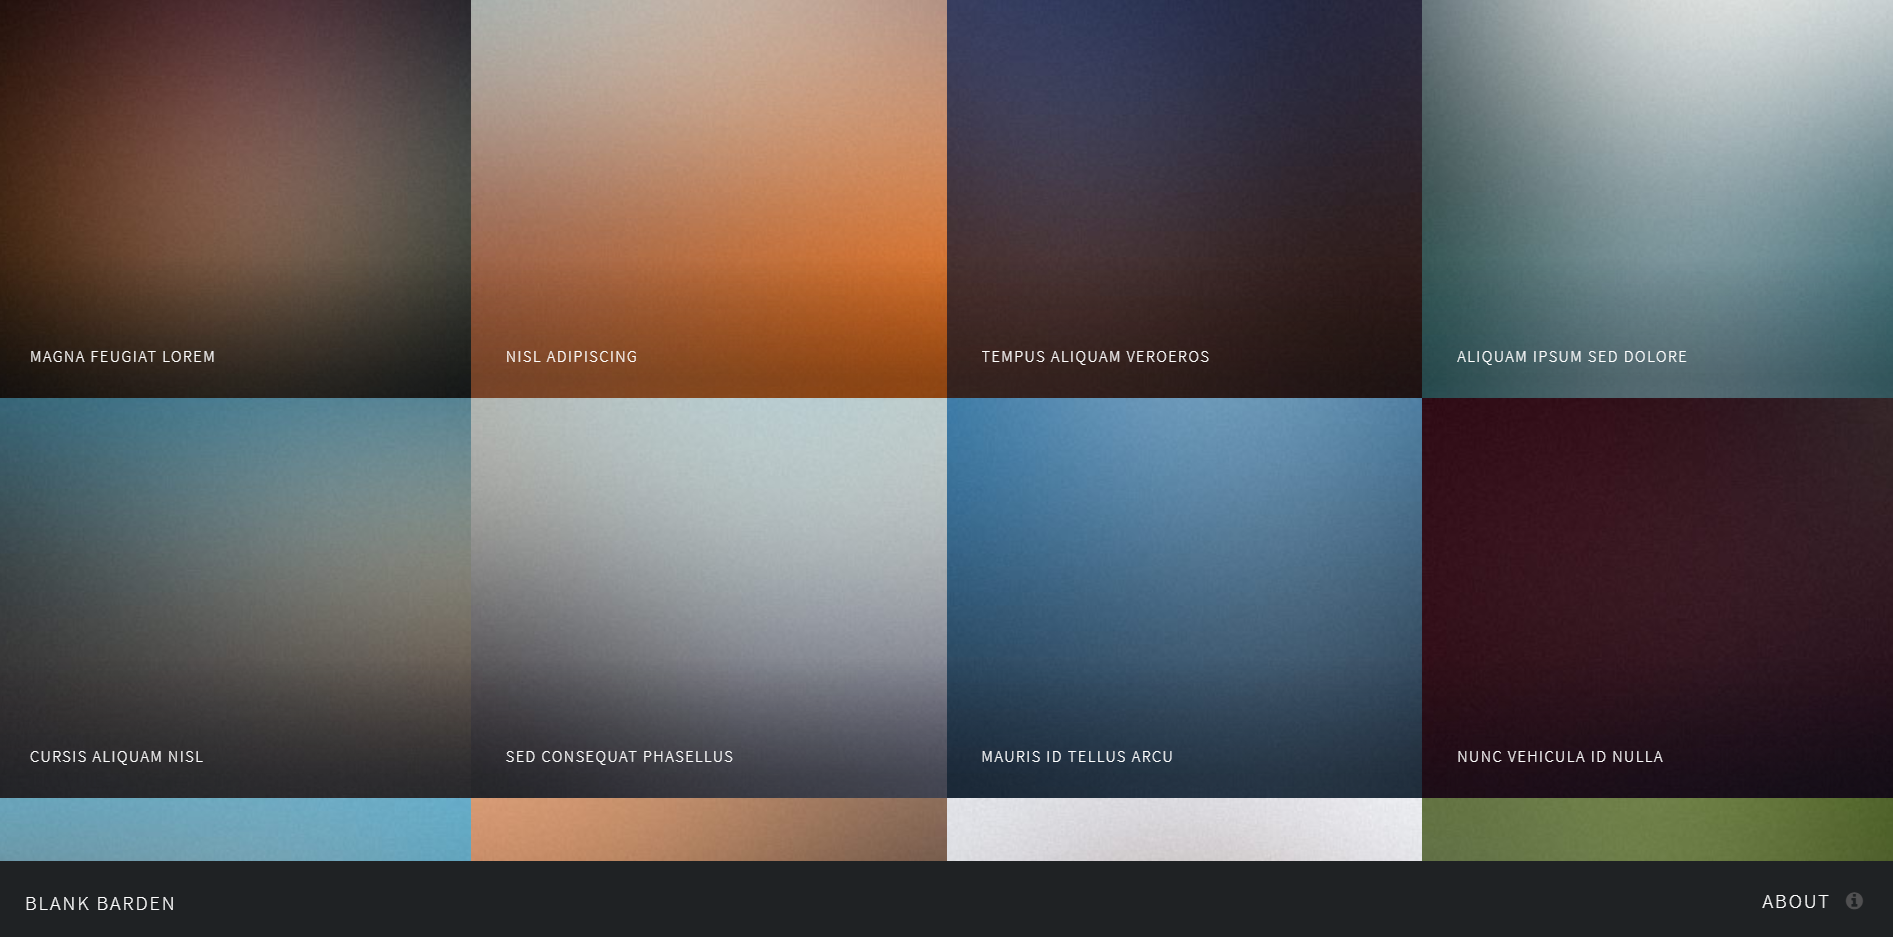 MAGNA FEUGIAT LOREM
NISL ADIPISCING
TEMPUS ALIQUAM VEROEROS
ALIQUAM IPSUM SED DOLORE
CURSIS ALIQUAM NISL
SED CONSEQUAT PHASELLUS
MAURIS ID TELLUS ARCU
NUNC VEHICULA ID NULLA
BLANK BARDEN
ABOUT